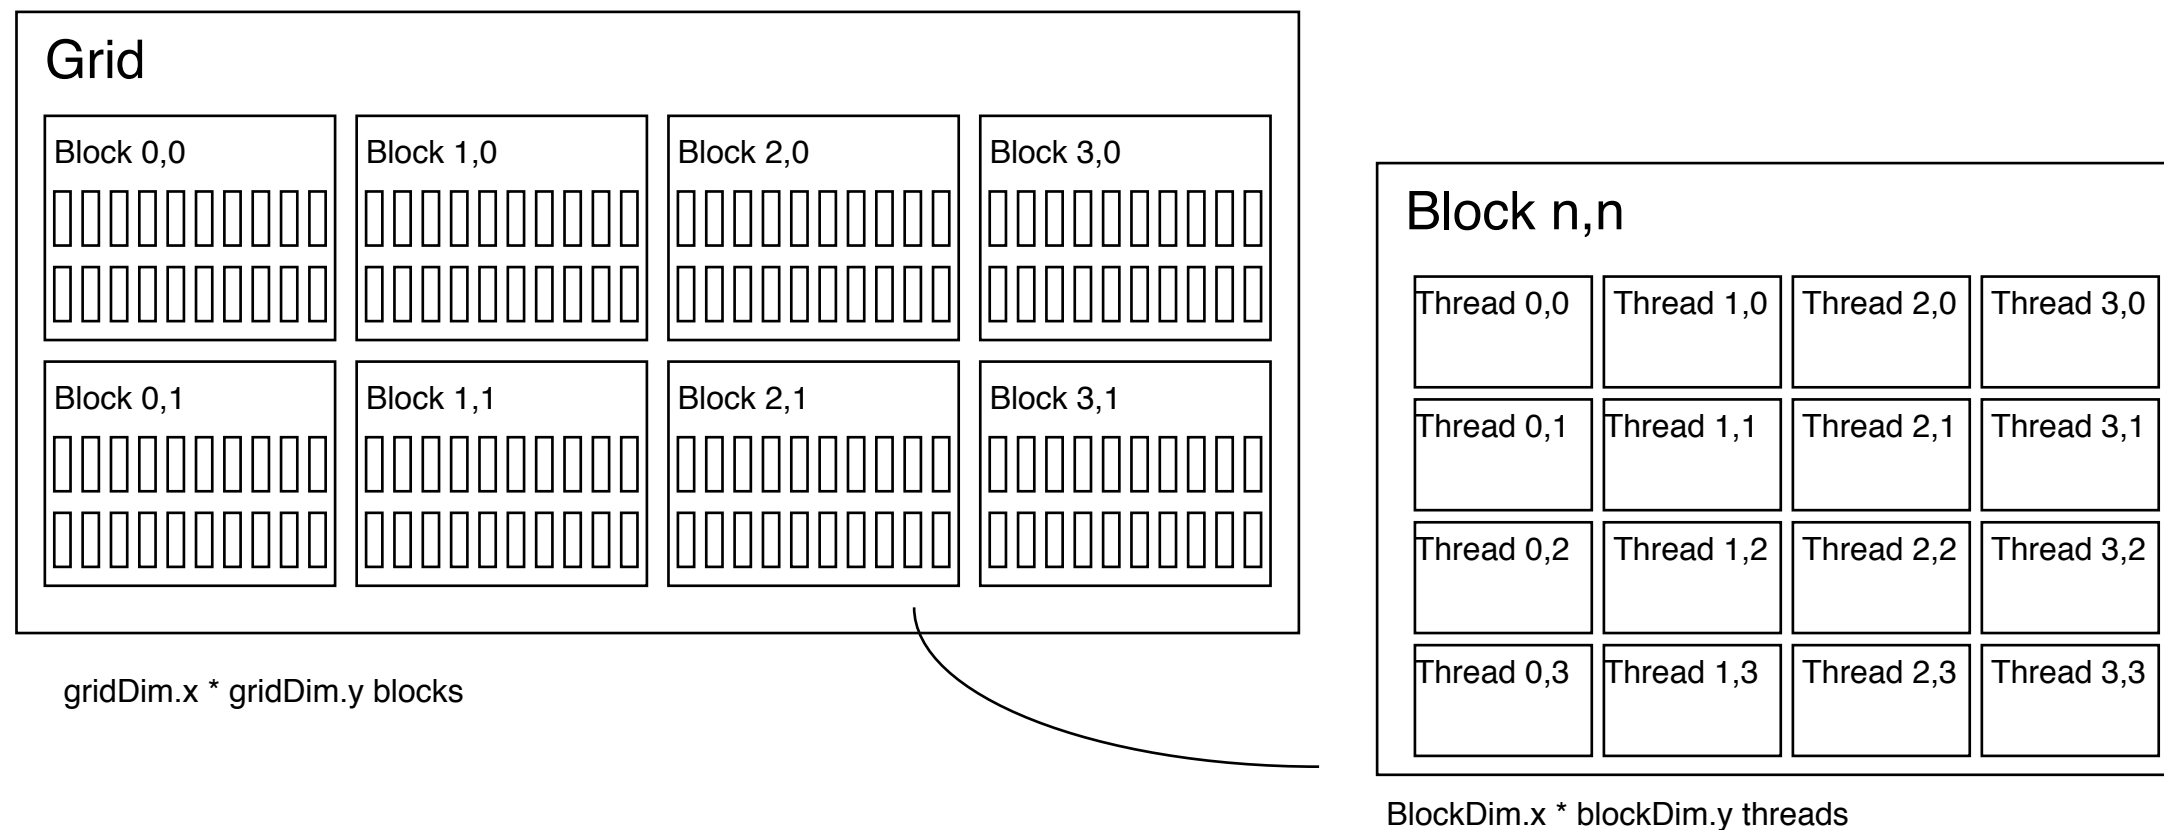 Grid
Block 0,0
Block 1,0
Block 2,0
Block 3,0
Block 0,1
Block 1,1
Block 2,1
Block 3,1
gridDim.x * gridDim.y blocks
Block n,n
Thread 0,0
Thread 1,0
Thread 2,0
Thread 3,0
Thread 0,1
Thread 1,1
Thread 2,1
Thread 3,1
Thread 0,2
Thread 1,2
Thread 2,2
Thread 3,2
Thread 0,3
Thread 1,3
Thread 2,3
Thread 3,3
BlockDim.x * blockDim.y threads